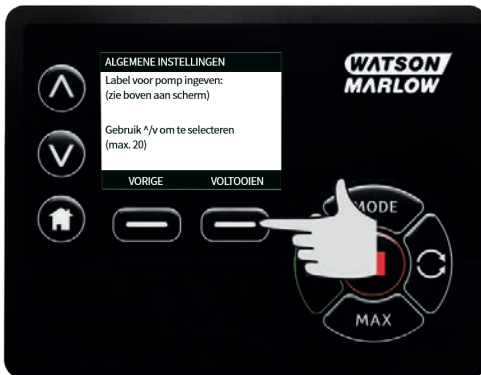 ALGEMENE INSTELLINGEN
Label voor pomp ingeven:
(zie boven aan scherm)
Gebruik ^/v om te selecteren
(max. 20)
VORIGE VOLTOOIEN
WATSON
MARLOW
MODE
MAX